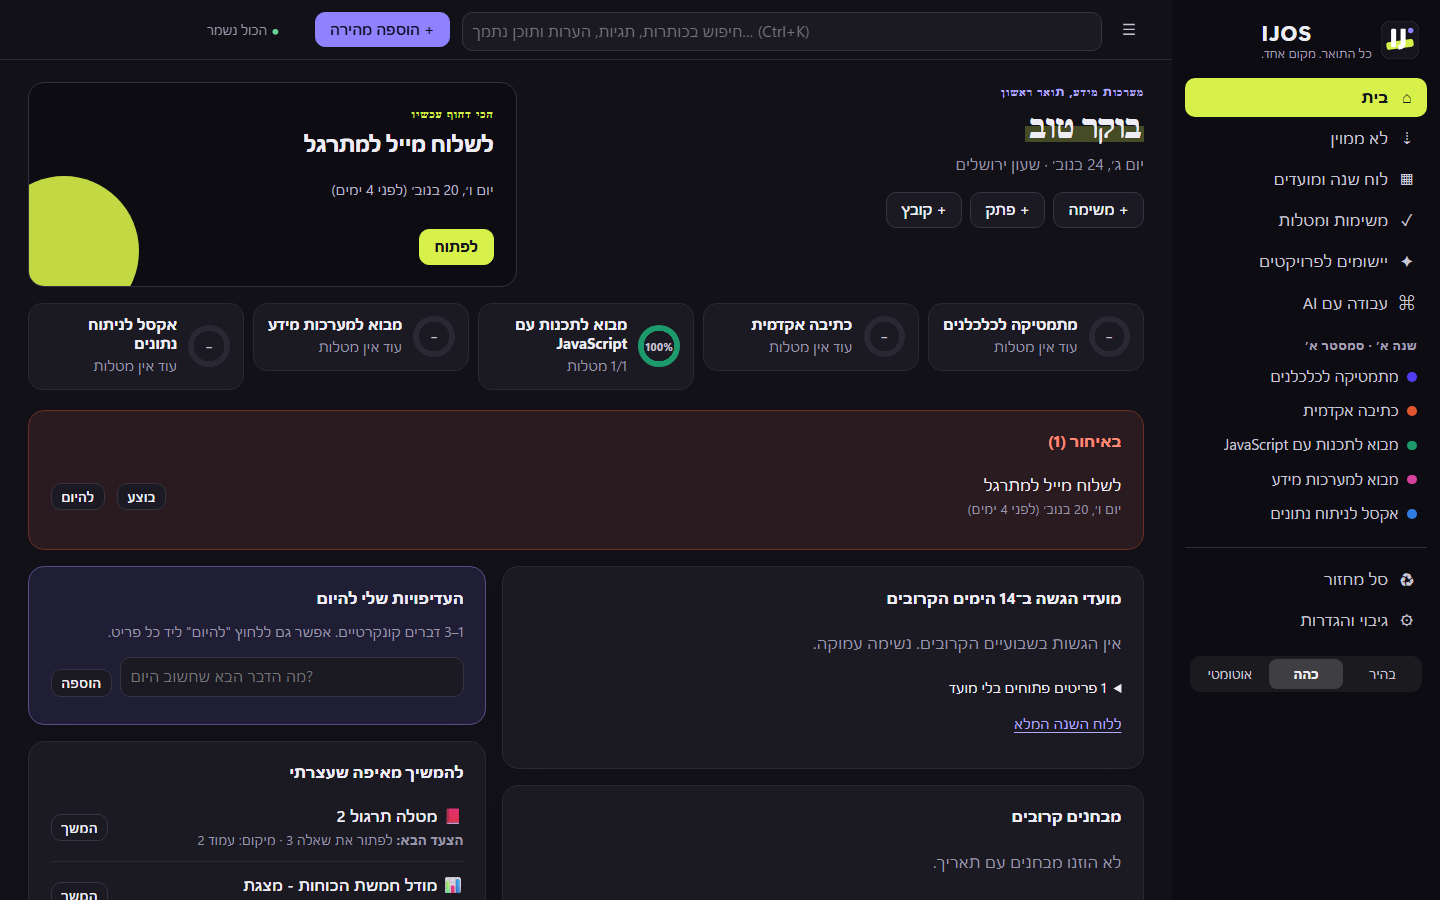 IJOS
כל התואר. מקום אחד.
בית
לא ממוין
לוח שנה ומועדים
משימות ומטלות
יישומים לפרויקטים
עבודה עם AI
שנה א׳ · סמסטר א׳
מתמטיקה לכלכלנים
כתיבה אקדמית
מבוא לתכנות עם JavaScript
מבוא למערכות מידע
אקסל לניתוח נתונים
סל מחזור
גיבוי והגדרות
בהיר
כהה
אוטומטי
חיפוש בכותרות, תגיות, הערות ותוכן נתמך... (Ctrl+K)
+ הוספה מהירה
הכול נשמר
מערכות מידע, תואר ראשון
בוקר טוב
יום ג׳, 24 בנוב׳ · שעון ירושלים
+ משימה
+ פתק
+ קובץ
הכי דחוף עכשיו
לשלוח מייל למתרגל
יום ו׳, 20 בנוב׳ (לפני 4 ימים)
לפתוח
מתמטיקה לכלכלנים
עוד אין מטלות
–
כתיבה אקדמית
עוד אין מטלות
–
מבוא לתכנות עם
JavaScript
1/1 מטלות
100%
מבוא למערכות מידע
עוד אין מטלות
–
אקסל לניתוח
נתונים
עוד אין מטלות
–
באיחור (1)
לשלוח מייל למתרגל
יום ו׳, 20 בנוב׳ (לפני 4 ימים)
בוצע
להיום
מועדי הגשה ב־14 הימים הקרובים
אין הגשות בשבועיים הקרובים. נשימה עמוקה.
1 פריטים פתוחים בלי מועד
ללוח השנה המלא
מבחנים קרובים
לא הוזנו מבחנים עם תאריך.
העדיפויות שלי להיום
1–3 דברים קונקרטיים. אפשר גם ללחוץ "להיום" ליד כל פריט.
מה הדבר הבא שחשוב היום?
הוספה
להמשיך מאיפה שעצרתי
מטלה תרגול 2
הצעד הבא: לפתור את שאלה 3 · מיקום: עמוד 2
המשך
מודל חמשת הכוחות - מצגת
המשך